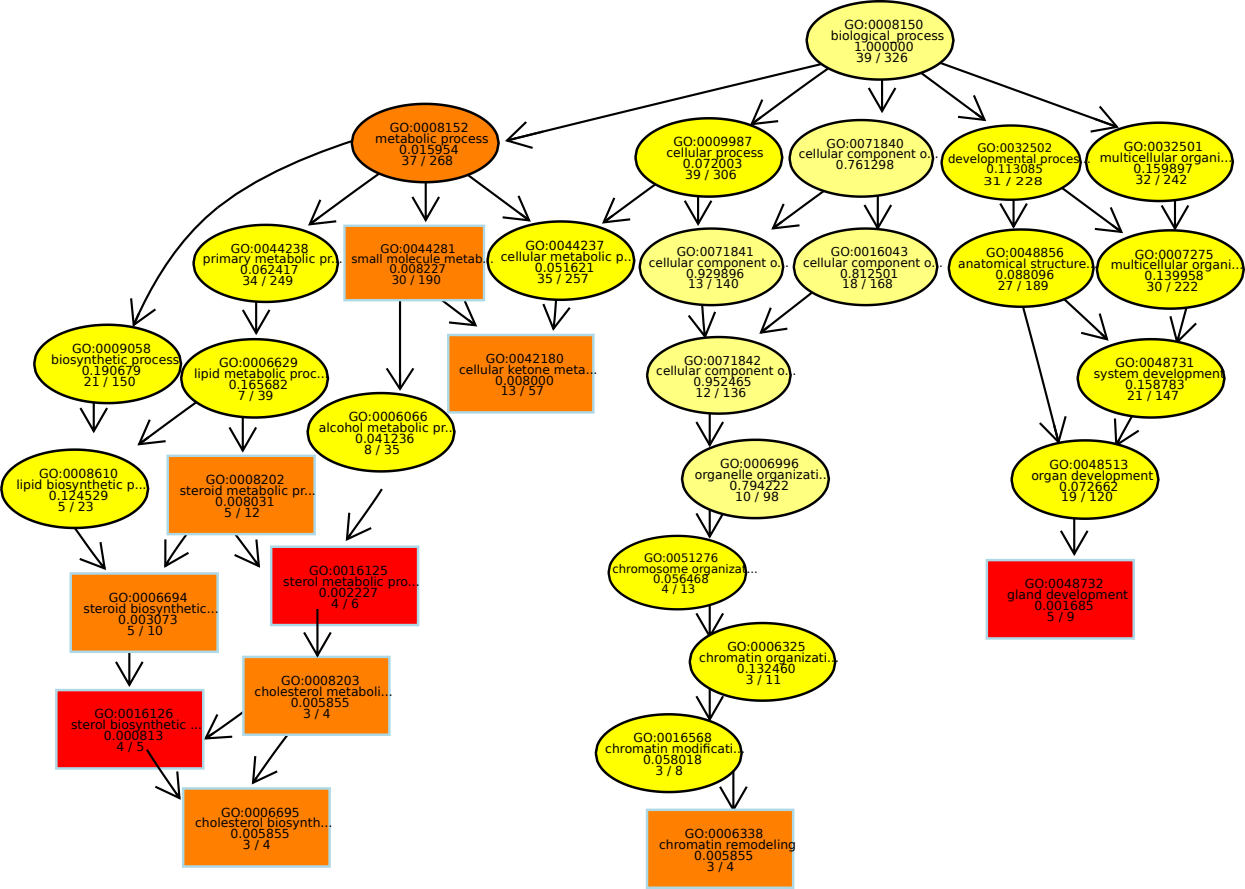 GO:0008150
biological_process
1.000000
39 / 326
GO:0008152
metabolic process
0.015954
37 / 268
GO:0009987
cellular process
0.072003
39 / 306
GO:0071840
cellular component o...
0.761298
GO:0032502
developmental proces...
0.113085
31 / 228
GO:0032501
multicellular organi...
0.159897
32 / 242
GO:0044238
primary metabolic pr...
0.062417
34 / 249
GO:0044281
small molecule metab...
0.008227
30 / 190
GO:0044237
cellular metabolic p...
0.051621
35 / 257
GO:0071841
cellular component o...
0.929896
13 / 140
GO:0016043
cellular component o...
0.812501
18 / 168
GO:0048856
anatomical structure...
0.088096
27 / 189
GO:0007275
multicellular organi...
0.139958
30 / 222
GO:0009058
biosynthetic process
0.190679
21 / 150
GO:0006629
lipid metabolic proc...
0.165682
7 / 39
GO:0042180
cellular ketone meta...
0.008000
13 / 57
GO:0071842
cellular component o...
0.952465
12 / 136
GO:0048731
system development
0.158783
21 / 147
GO:0006066
alcohol metabolic pr...
0.041236
8 / 35
GO:0008610
lipid biosynthetic p...
0.124529
5 / 23
GO:0008202
steroid metabolic pr...
0.008031
5 / 12
GO:0006996
organelle organizati...
0.794222
10 / 98
GO:0048513
organ development
0.072662
19 / 120
GO:0016125
sterol metabolic pro...
0.002227
4 / 6
GO:0051276
chromosome organizat...
0.056468
4 / 13
GO:0048732
gland development
0.001685
5 / 9
GO:0006694
steroid biosynthetic...
0.003073
5 / 10
GO:0006325
chromatin organizati...
0.132460
3 / 11
GO:0008203
cholesterol metaboli...
0.005855
3 / 4
GO:0016126
sterol biosynthetic ...
0.000813
4 / 5
GO:0016568
chromatin modificati...
0.058018
3 / 8
GO:0006695
cholesterol biosynth...
0.005855
3 / 4
GO:0006338
chromatin remodeling
0.005855
3 / 4